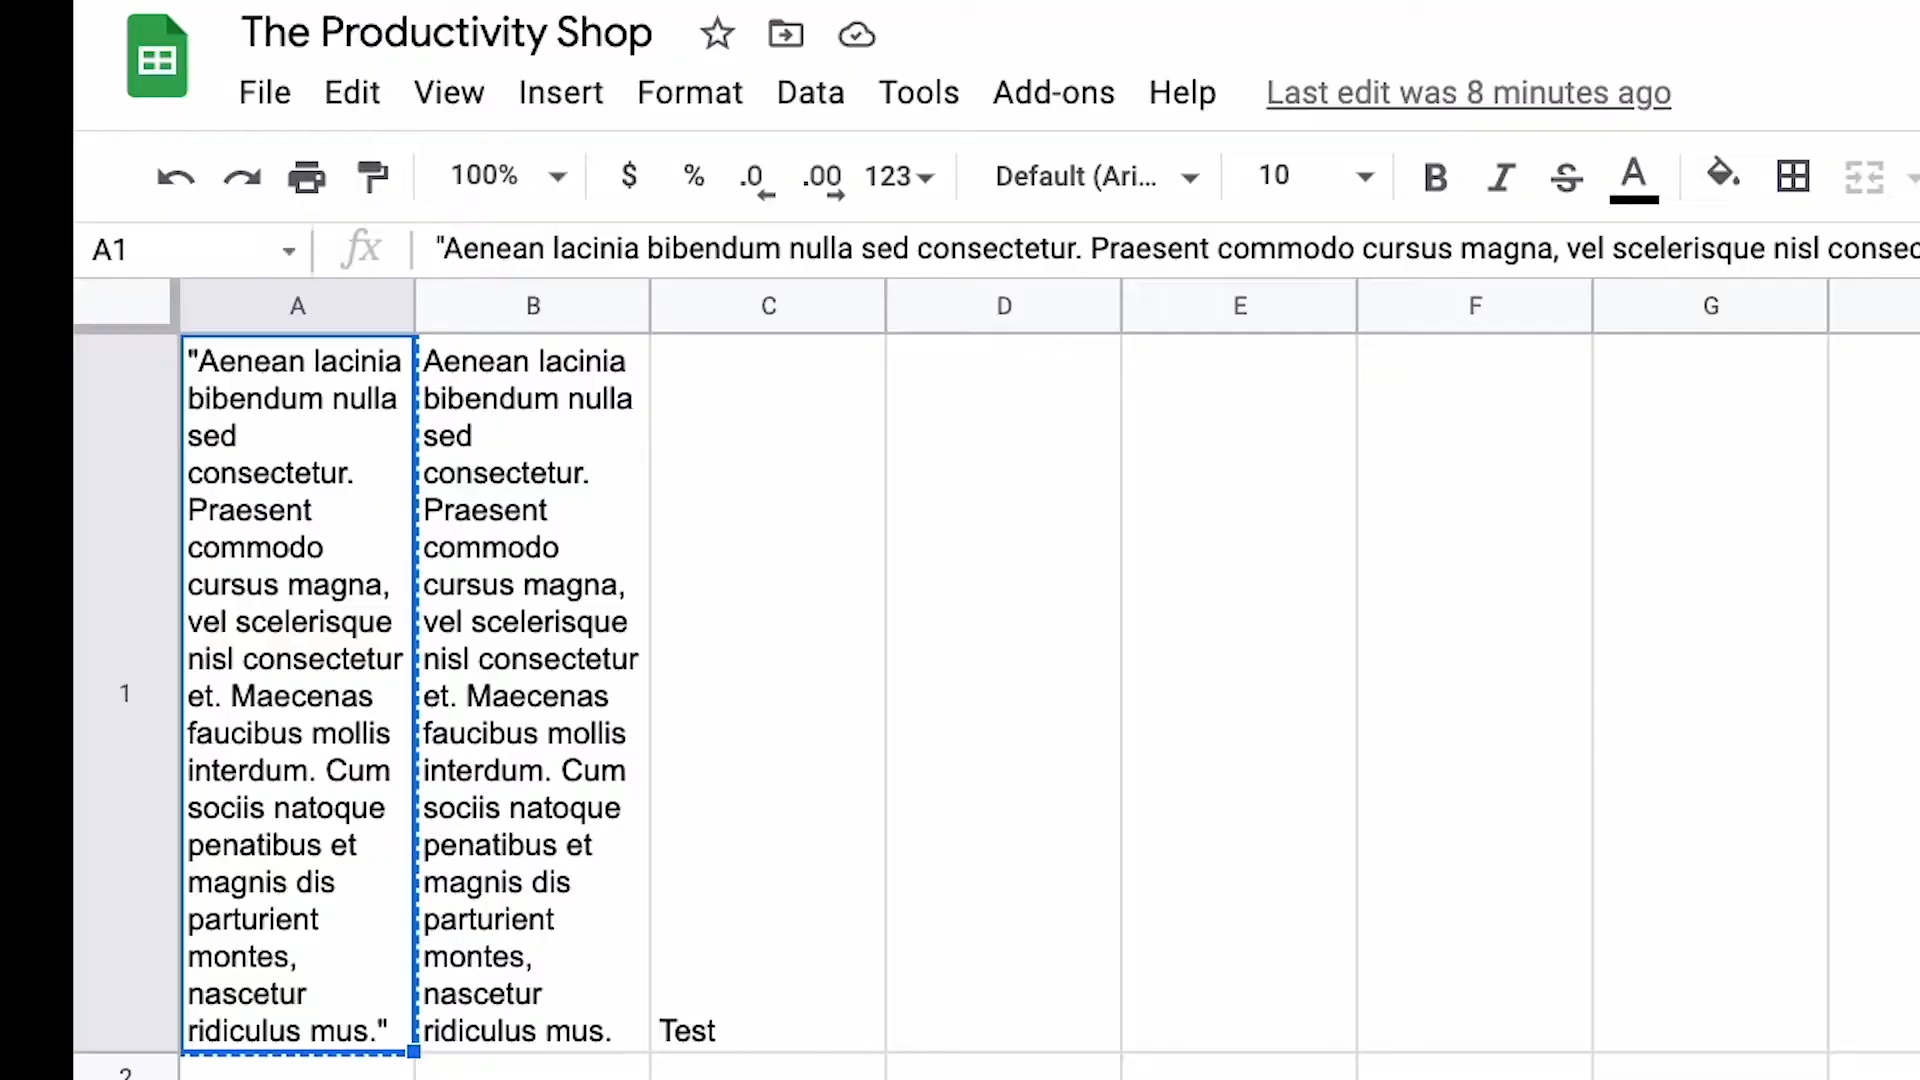 The Productivity Shop
File Edit View Insert Format Data Tools Add-ons Help Last edit was 8 minutes ago
100% $ % .0 .00 123 Default (Ari... 10 B I S A
A1 fx "Aenean lacinia bibendum nulla sed consectetur. Praesent commodo cursus magna, vel scelerisque nisl consec
A B C D E F G
1
"Aenean lacinia
bibendum nulla
sed
consectetur.
Praesent
commodo
cursus magna,
vel scelerisque
nisl consectetur
et. Maecenas
faucibus mollis
interdum. Cum
sociis natoque
penatibus et
magnis dis
parturient
montes,
nascetur
ridiculus mus."
Aenean lacinia
bibendum nulla
sed
consectetur.
Praesent
commodo
cursus magna,
vel scelerisque
nisl consectetur
et. Maecenas
faucibus mollis
interdum. Cum
sociis natoque
penatibus et
magnis dis
parturient
montes,
nascetur
ridiculus mus.
Test
2